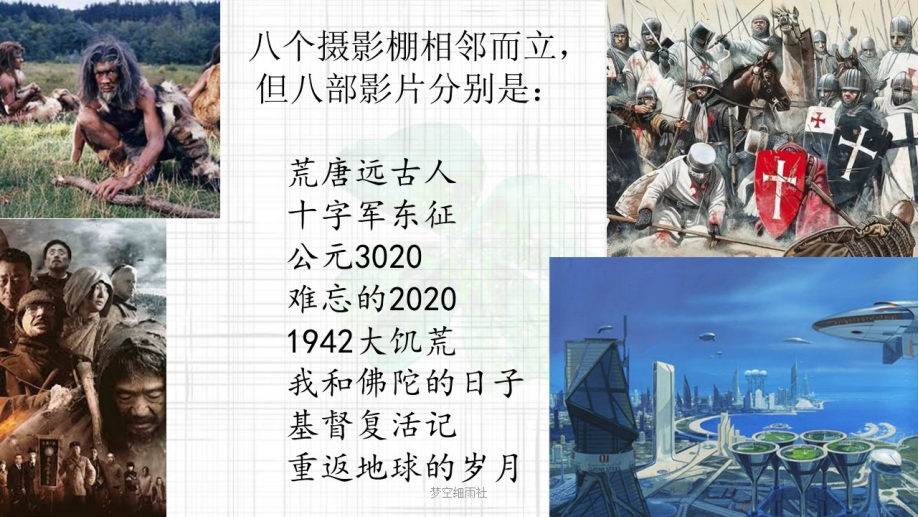 八个摄影棚相邻而立，
但八部影片分别是：
荒唐远古人
十字军东征
公元3020
难忘的2020
1942大饥荒
我和佛陀的日子
基督复活记
重返地球的岁月
梦空细雨社